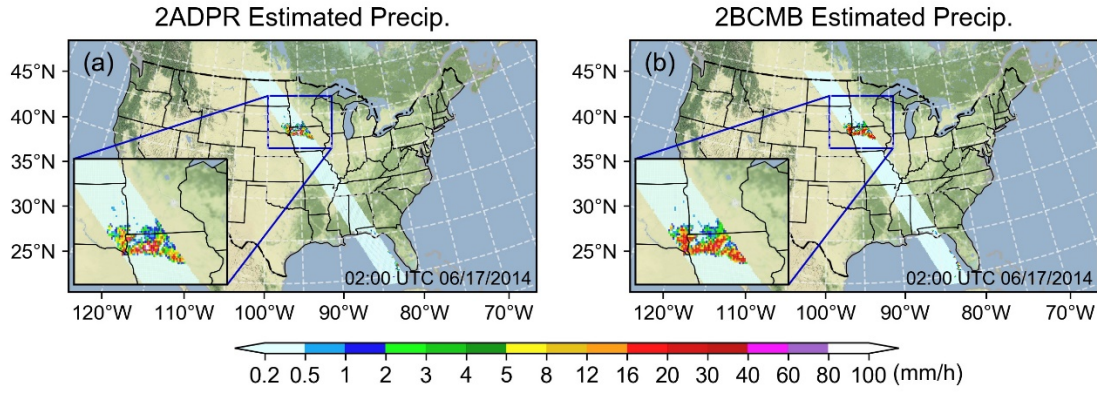 2ADPR Estimated Precip.
2BCMB Estimated Precip.
(a)
45°N
40°N
35°N
30°N
25°N
02:00 UTC 06/17/2014
120°W 110°W 100°W 90°W 80°W 70°W
(b)
45°N
40°N
35°N
30°N
25°N
02:00 UTC 06/17/2014
120°W 110°W 100°W 90°W 80°W 70°W
0.2 0.5 1 2 3 4 5 8 12 16 20 30 40 60 80 100 (mm/h)